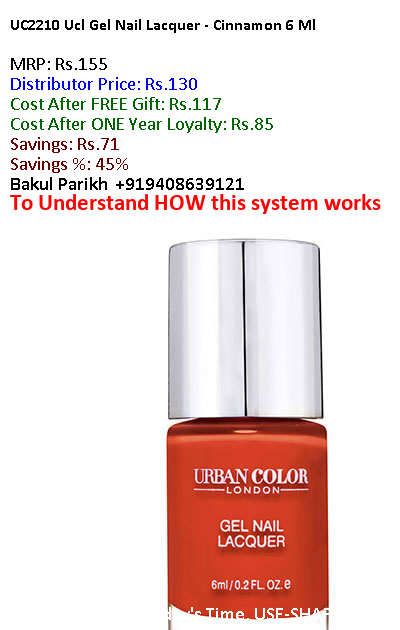 UC2210 Ucl Gel Nail Lacquer - Cinnamon 6 Ml
MRP: Rs.155
Distributor Price: Rs.130
Cost After FREE Gift: Rs.117
Cost After ONE Year Loyalty: Rs.85
Savings: Rs.71
Savings %: 45%
Bakul Parikh +919408639121
To Understand HOW this system works
URBAN COLOR
LONDON
GEL NAIL
LACQUER
6ml/0.2 FL. OZ. e
Time, USE-